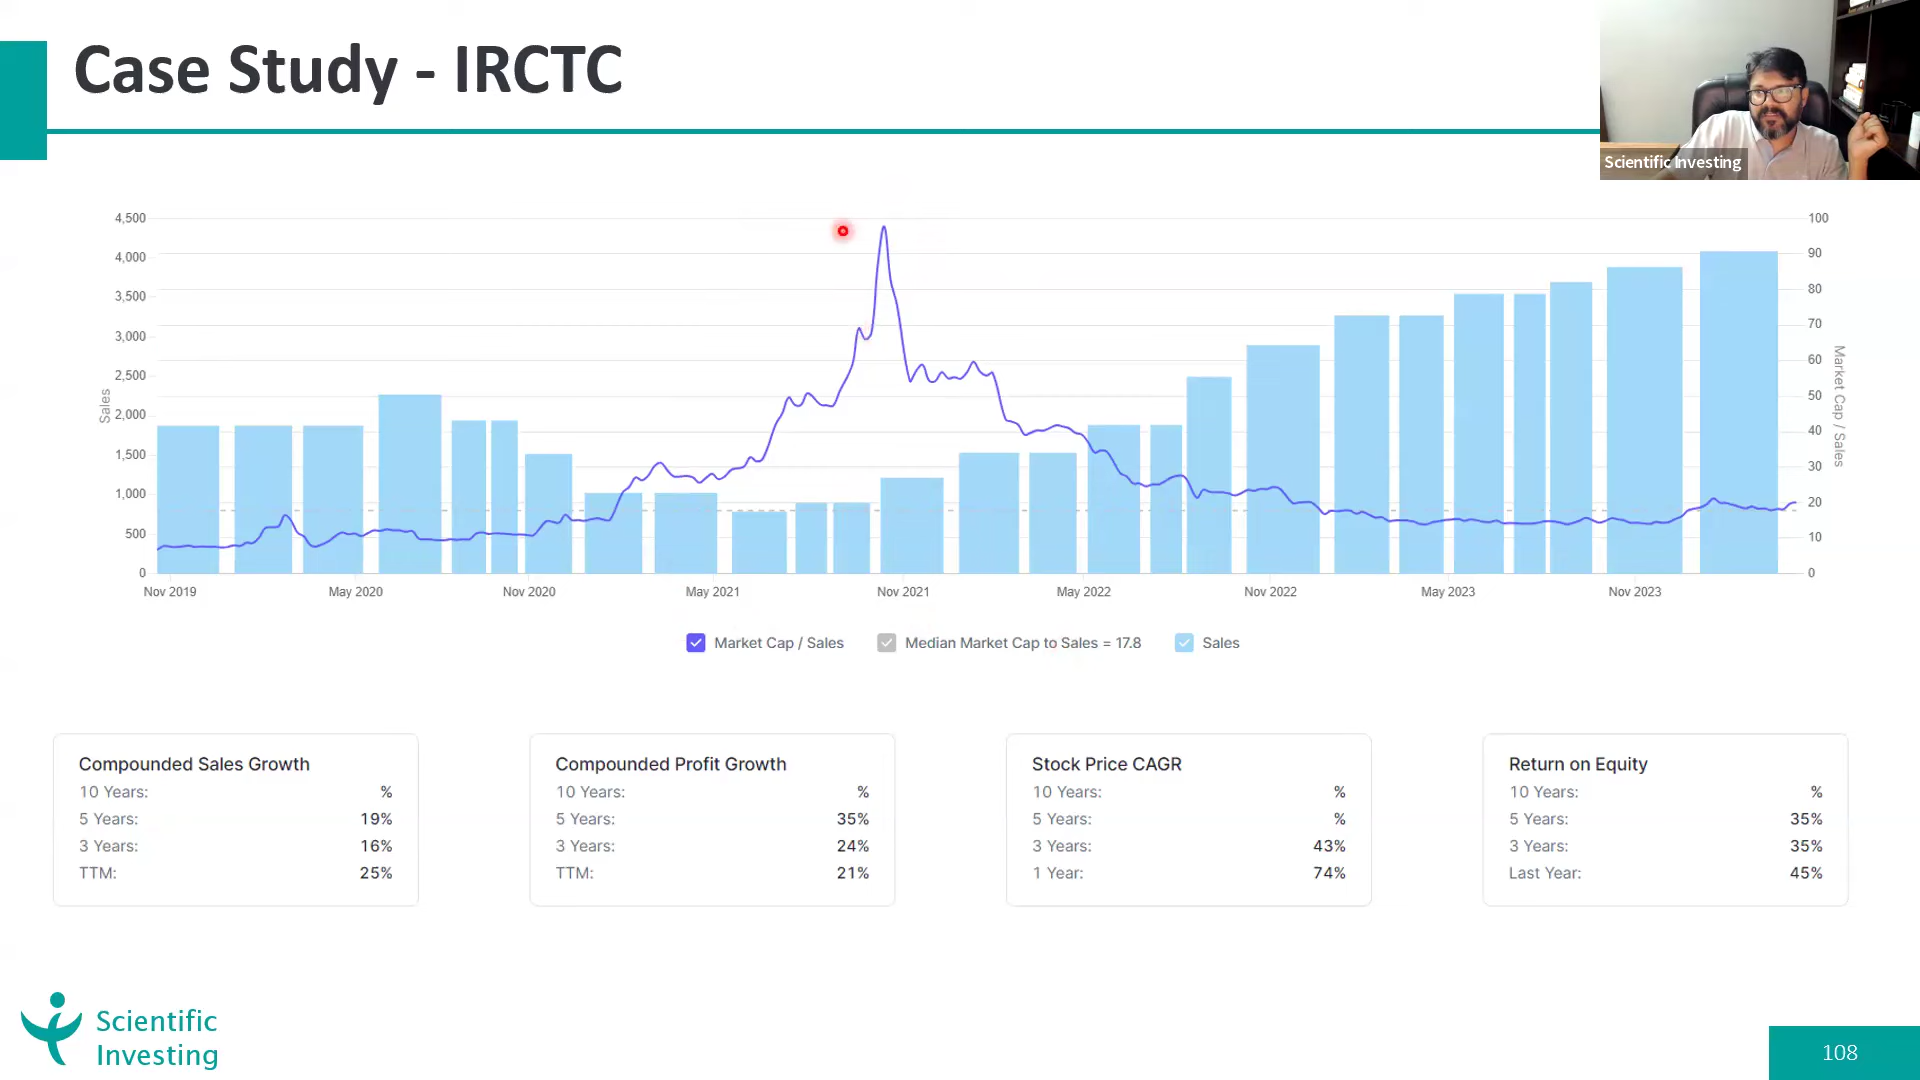 Case Study - IRCTC
Scientific Investing
4,500
4,000
3,500
3,000
2,500
2,000
1,500
1,000
500
0
Sales
100
90
80
70
60
50
40
30
20
10
0
Market Cap / Sales
Nov 2019 May 2020 Nov 2020 May 2021 Nov 2021 May 2022 Nov 2022 May 2023 Nov 2023
Market Cap / Sales Median Market Cap to Sales = 17.8 Sales
Compounded Sales Growth
10 Years: %
5 Years: 19%
3 Years: 16%
TTM: 25%
Compounded Profit Growth
10 Years: %
5 Years: 35%
3 Years: 24%
TTM: 21%
Stock Price CAGR
10 Years: %
5 Years: %
3 Years: 43%
1 Year: 74%
Return on Equity
10 Years: %
5 Years: 35%
3 Years: 35%
Last Year: 45%
Scientific
Investing
108